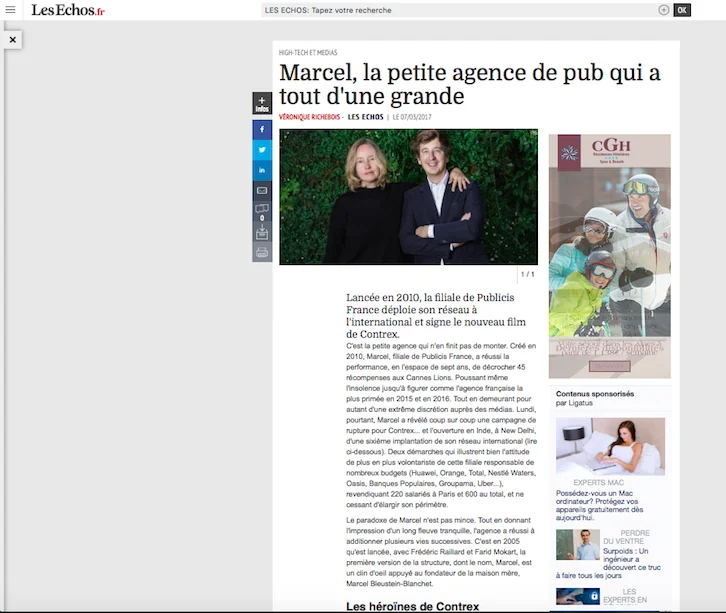 LesEchos.fr
LES ECHOS: Tapez votre recherche
OK
HIGH-TECH ET MEDIAS
Marcel, la petite agence de pub qui a
tout d'une grande
VÉRONIQUE RICHEBOIS - LES ECHOS | LE 07/03/2017
+
Infos
0
1 / 1
Lancée en 2010, la filiale de Publicis
France déploie son réseau à
l'international et signe le nouveau film
de Contrex.
C'est la petite agence qui n'en finit pas de monter. Créé en
2010, Marcel, filiale de Publicis France, a réussi la
performance, en l'espace de sept ans, de décrocher 45
récompenses aux Cannes Lions. Poussant même
l'insolence jusqu'à figurer comme l'agence française la
plus primée en 2015 et en 2016. Tout en demeurant pour
autant d'une extrême discrétion auprès des médias. Lundi,
pourtant, Marcel a révélé coup sur coup une campagne de
rupture pour Contrex... et l'ouverture en Inde, à New Delhi,
d'une sixième implantation de son réseau international (lire
ci-dessous). Deux démarches qui illustrent bien l'attitude
de plus en plus volontariste de cette filiale responsable de
nombreux budgets (Huawei, Orange, Total, Nestlé Waters,
Oasis, Banques Populaires, Groupama, Uber...),
revendiquant 220 salariés à Paris et 600 au total, et ne
cessant d'élargir son périmètre.
Le paradoxe de Marcel n'est pas mince. Tout en donnant
l'impression d'un long fleuve tranquille, l'agence a réussi à
additionner plusieurs vies successives. C'est en 2005
qu'est lancée, avec Frédéric Raillard et Farid Mokart, la
première version de la structure, dont le nom, Marcel, est
un clin d'oeil appuyé au fondateur de la maison mère,
Marcel Bleustein-Blanchet.
Les héroïnes de Contrex
CGH
Contenus sponsorisés
par Ligatus
EXPERTS MAC
Possédez-vous un Mac
ordinateur? Protégez vos
appareils gratuitement dès
aujourd'hui.
PERDRE
DU VENTRE
Surpoids : Un
ingénieur a
découvert ce truc
à faire tous les jours
LES
EXPERTS EN